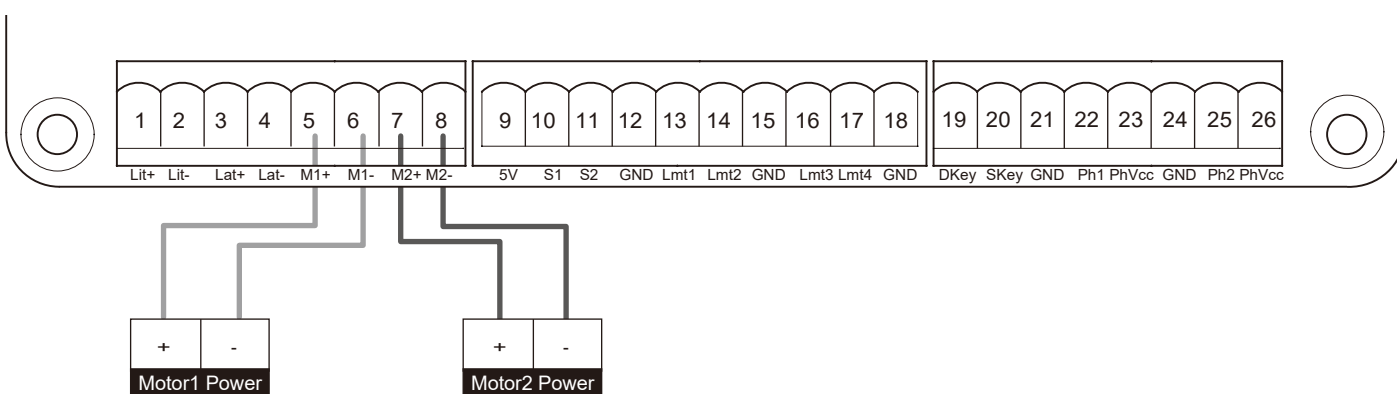 1 2 3 4 5 6 7 8 9 10 11 12 13 14 15 16 17 18 19 20 21 22 23 24 25 26
Lit+ Lit- Lat+ Lat- M1+ M1- M2+ M2- 5V S1 S2 GND Lmt1 Lmt2 GND Lmt3 Lmt4 GND DKey SKey GND Ph1 PhVcc GND Ph2 PhVcc
+ - + -
Motor1 Power Motor2 Power